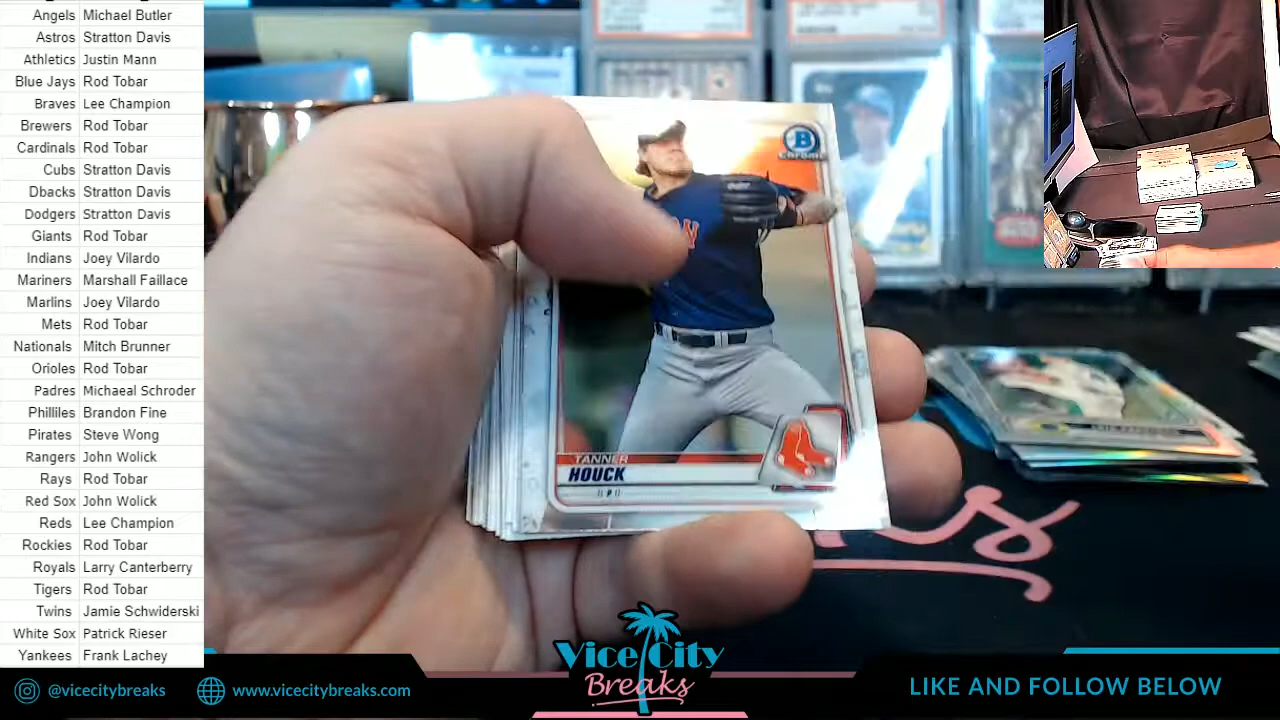 Angels Michael Butler
Astros Stratton Davis
Athletics Justin Mann
Blue Jays Rod Tobar
Braves Lee Champion
Brewers Rod Tobar
Cardinals Rod Tobar
Cubs Stratton Davis
Dbacks Stratton Davis
Dodgers Stratton Davis
Giants Rod Tobar
Indians Joey Vilardo
Mariners Marshall Faillace
Marlins Joey Vilardo
Mets Rod Tobar
Nationals Mitch Brunner
Orioles Rod Tobar
Padres Michaeal Schroder
Philliles Brandon Fine
Pirates Steve Wong
Rangers John Wolick
Rays Rod Tobar
Red Sox John Wolick
Reds Lee Champion
Rockies Rod Tobar
Royals Larry Canterberry
Tigers Rod Tobar
Twins Jamie Schwiderski
White Sox Patrick Rieser
Yankees Frank Lachey
B
Chrome
TANNER
HOUCK
Vice City
Breaks
@vicecitybreaks
www.vicecitybreaks.com
LIKE AND FOLLOW BELOW